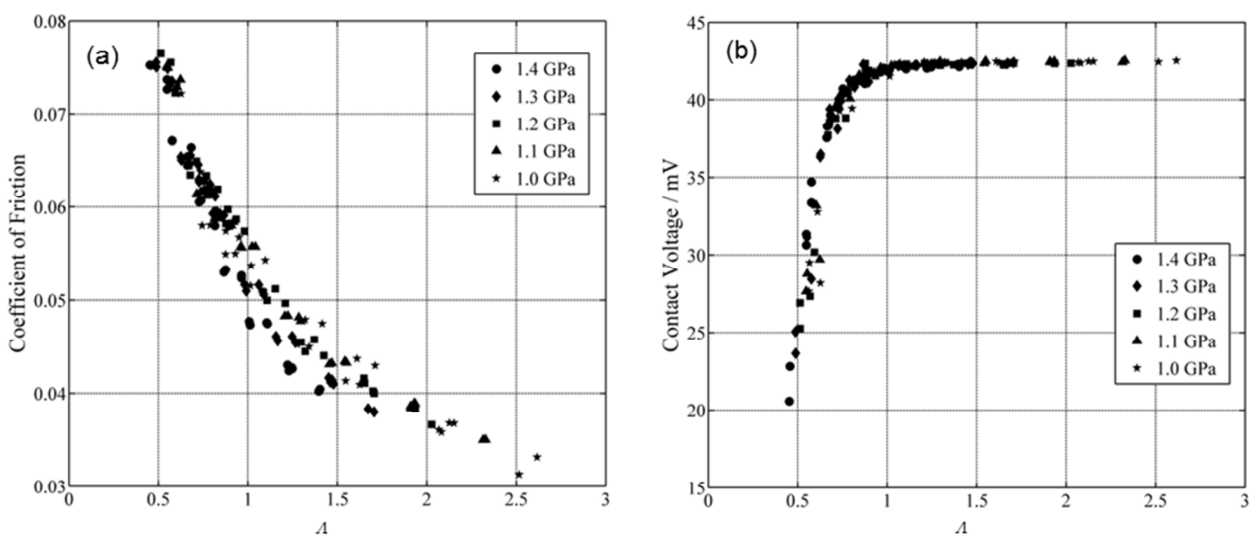 (a)
Coefficient of Friction
0.08
0.07
0.06
0.05
0.04
0.03
0
0.5
1
1.5
2
2.5
3
Λ
1.4 GPa
1.3 GPa
1.2 GPa
1.1 GPa
1.0 GPa
(b)
Contact Voltage / mV
45
40
35
30
25
20
15
0
0.5
1
1.5
2
2.5
3
Λ
1.4 GPa
1.3 GPa
1.2 GPa
1.1 GPa
1.0 GPa